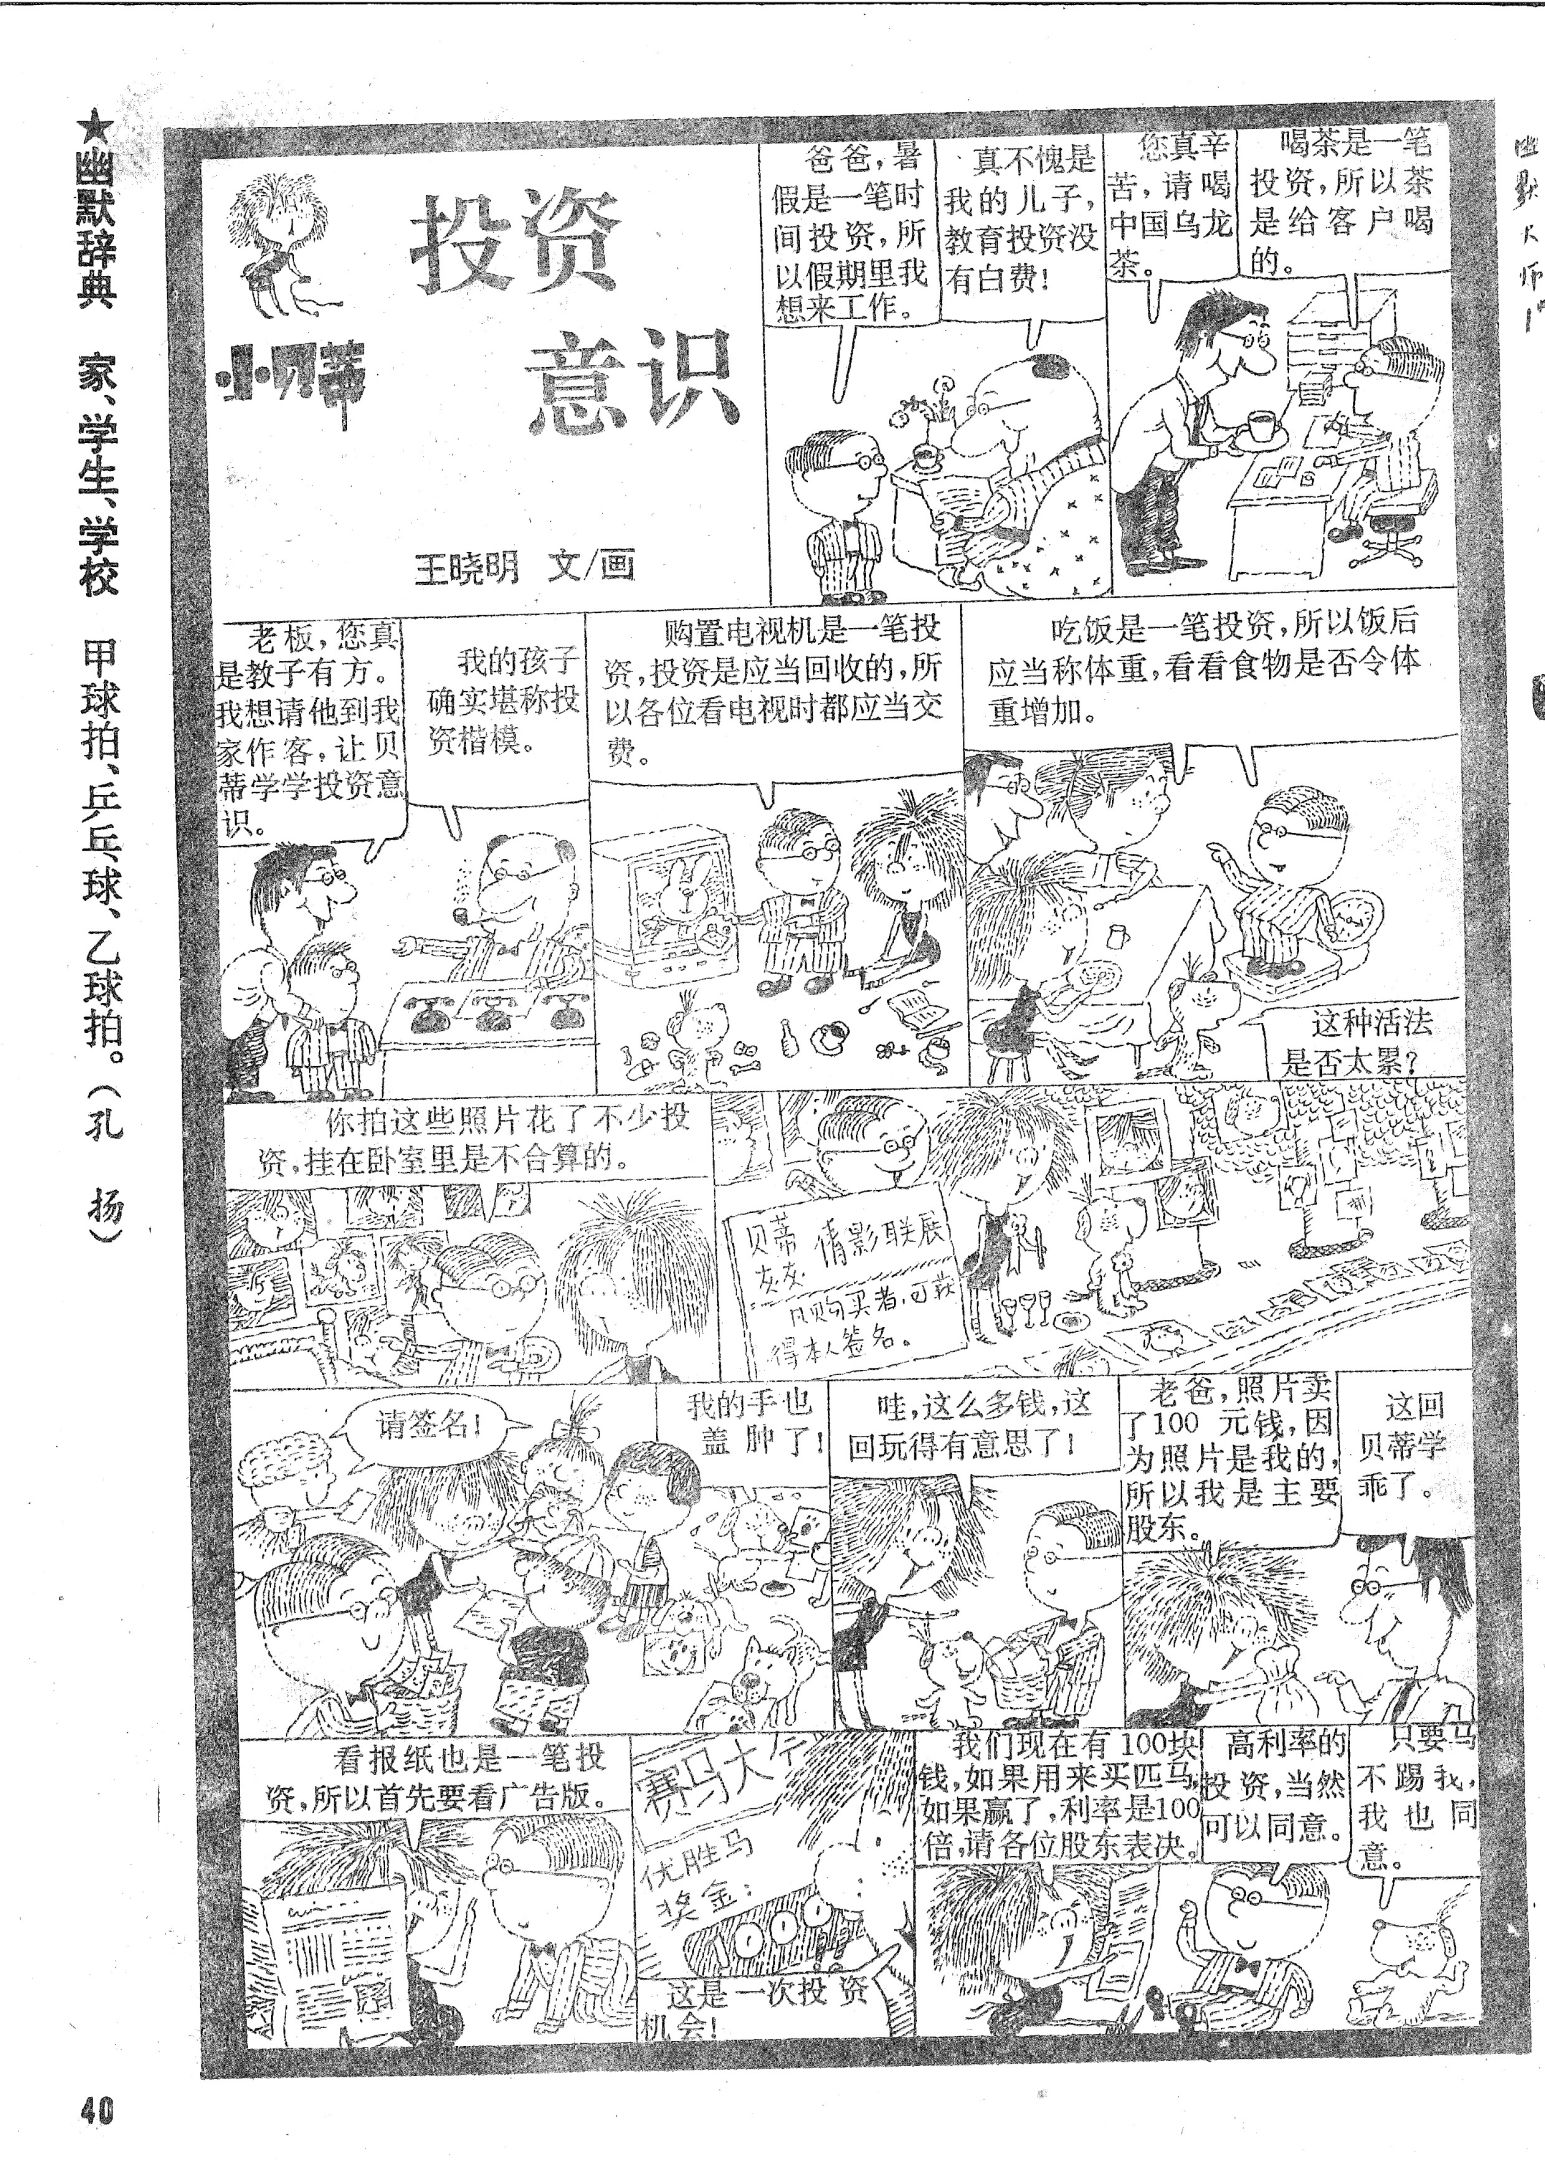 ★幽默辞典 家、学生、学校 甲球拍、乒乓球、乙球拍。（孔 扬）
投资
意识
小贝蒂
王晓明 文/画
爸爸，暑
假是一笔时
间投资，所
以假期里我
想来工作。
真不愧是
我的儿子，
教育投资没
有白费！
您真辛
苦，请喝
中国乌龙
茶。
喝茶是一笔
投资，所以茶
是给客户喝
的。
老板，您真
是教子有方。
我想请他到我
家作客，让贝
蒂学学投资意
识。
我的孩子
确实堪称投
资楷模。
购置电视机是一笔投
资，投资是应当回收的，所
以各位看电视时都应当交
费。
吃饭是一笔投资，所以饭后
应当称体重，看看食物是否令体
重增加。
这种活法
是否太累？
你拍这些照片花了不少投
资，挂在卧室里是不合算的。
贝蒂 倩影联展
凡购买者，可获
得本人签名。
请签名！
我的手也
盖肿了！
哇，这么多钱，这
回玩得有意思了！
老爸，照片卖
了100元钱，因
为照片是我的，
所以我是主要
股东。
这回
贝蒂学
乖了。
看报纸也是一笔投
资，所以首先要看广告版。
赛马大会
优胜马
奖金：
这是一次投资
机会！
我们现在有100块
钱，如果用来买匹马，
如果赢了，利率是100
倍，请各位股东表决。
高利率的
投资，当然
可以同意。
只要马
不踢我，
我也同
意。
幽默大师
40